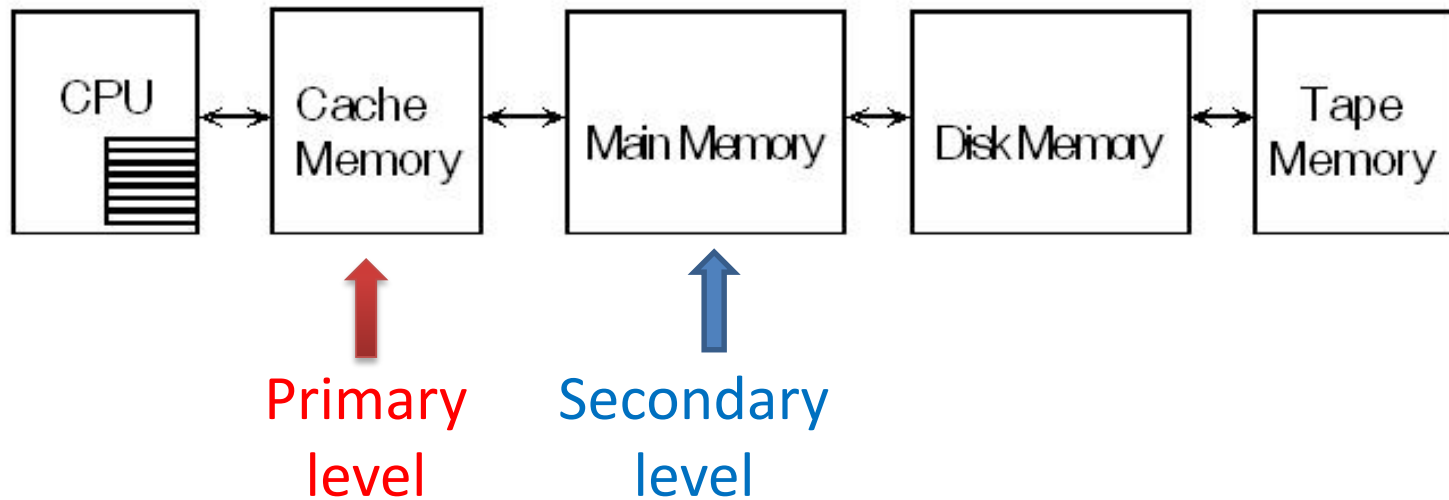 CPU
Cache
Memory
Main Memory
Disk Memory
Tape
Memory
Primary
level
Secondary
level